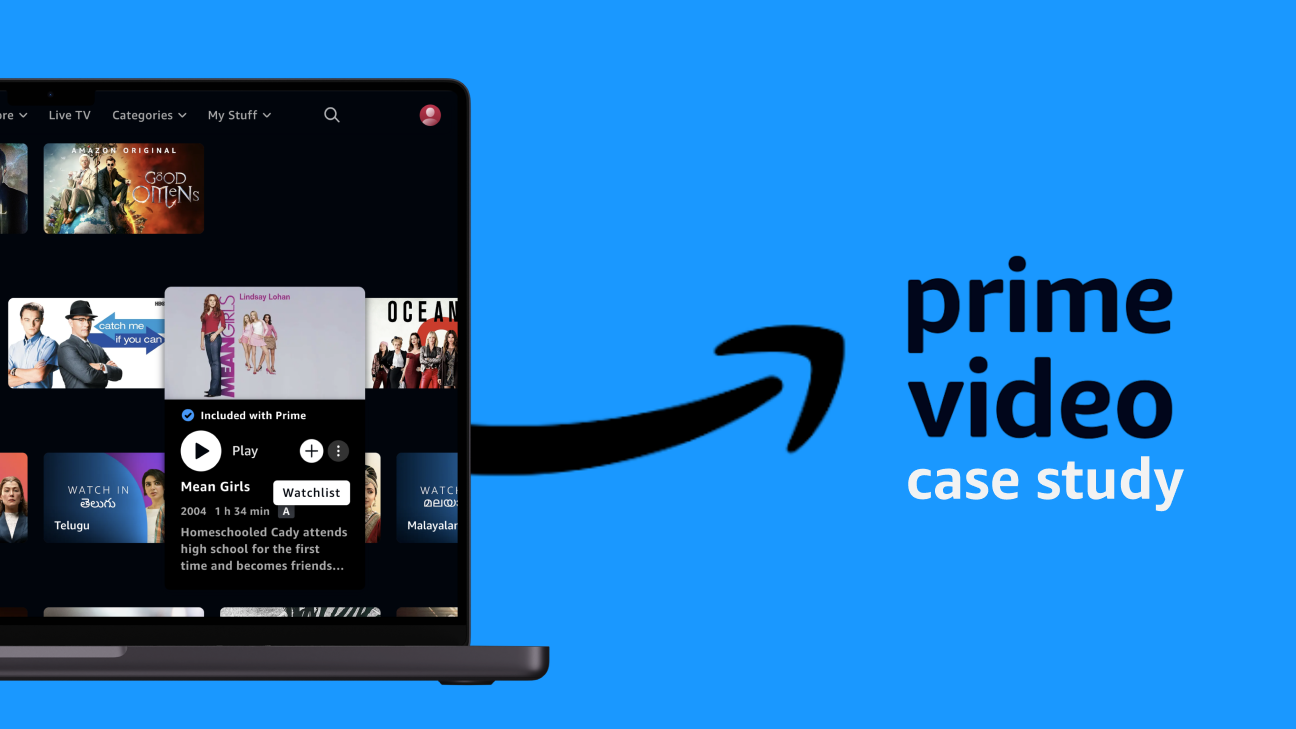 Live TV
Categories
My Stuff
AMAZON ORIGINAL
GOOD
OMENS
catch me
if you can
Lindsay Lohan
MEAN GIRLS
OCEAN
Included with Prime
Play
Mean Girls
Watchlist
2004 1 h 34 min A
Homeschooled Cady attends
high school for the first
time and becomes friends...
WATCH IN
తెలుగు
Telugu
WATC
മലയാ
Malayalar
prime
video
case study